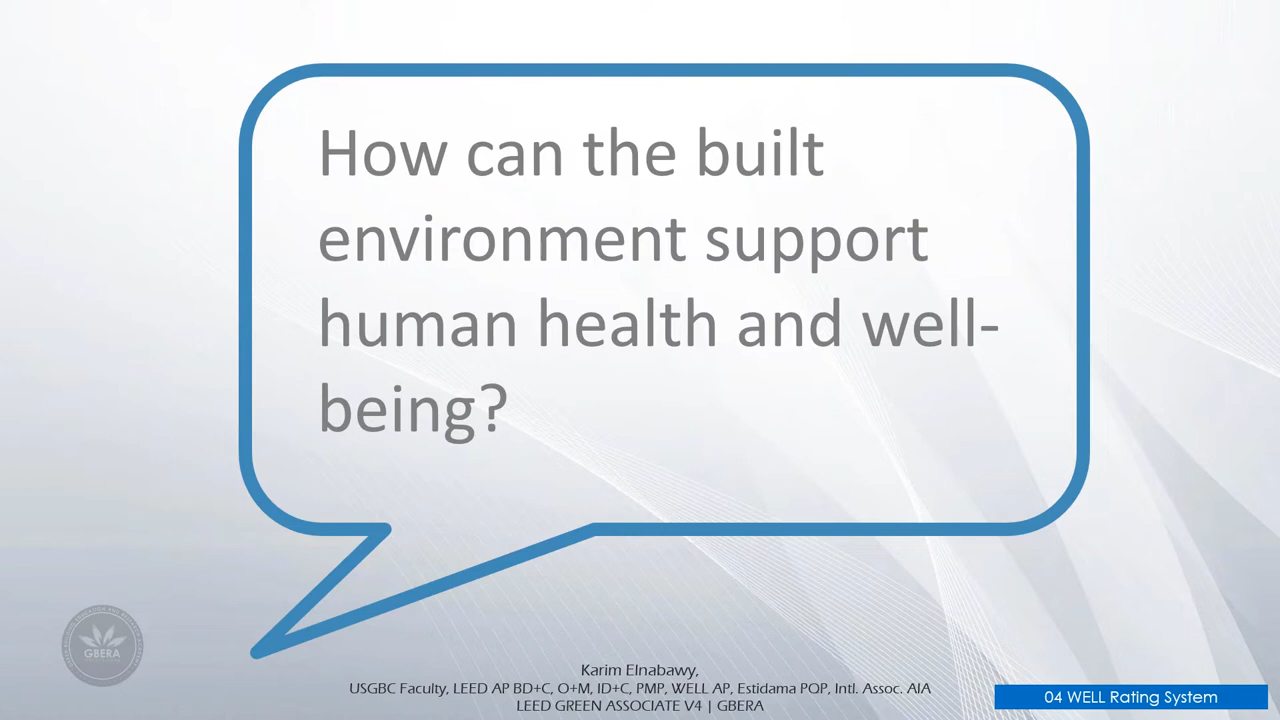 How can the built
environment support
human health and well-
being?
GBERA
Karim Elnabawy,
USGBC Faculty, LEED AP BD+C, O+M, ID+C, PMP, WELL AP, Estidama PQP, Intl. Assoc. AIA
LEED GREEN ASSOCIATE V4 | GBERA
04 WELL Rating System